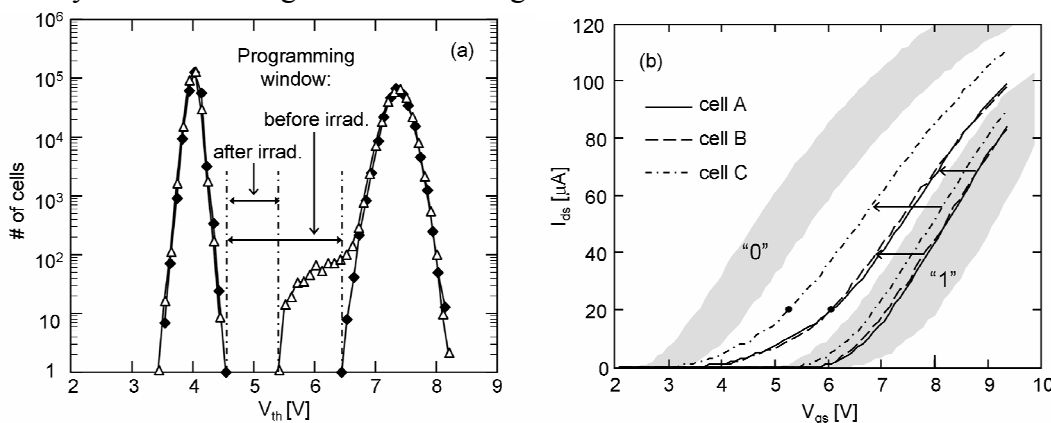 (a)
Programming
window:
before irrad.
after irrad.
# of cells
10^6
10^5
10^4
10^3
10^2
10
1
2 3 4 5 6 7 8 9
V_th [V]
(b)
cell A
cell B
cell C
"0"
"1"
I_ds [µA]
120
100
80
60
40
20
0
2 3 4 5 6 7 8 9 10
V_gs [V]